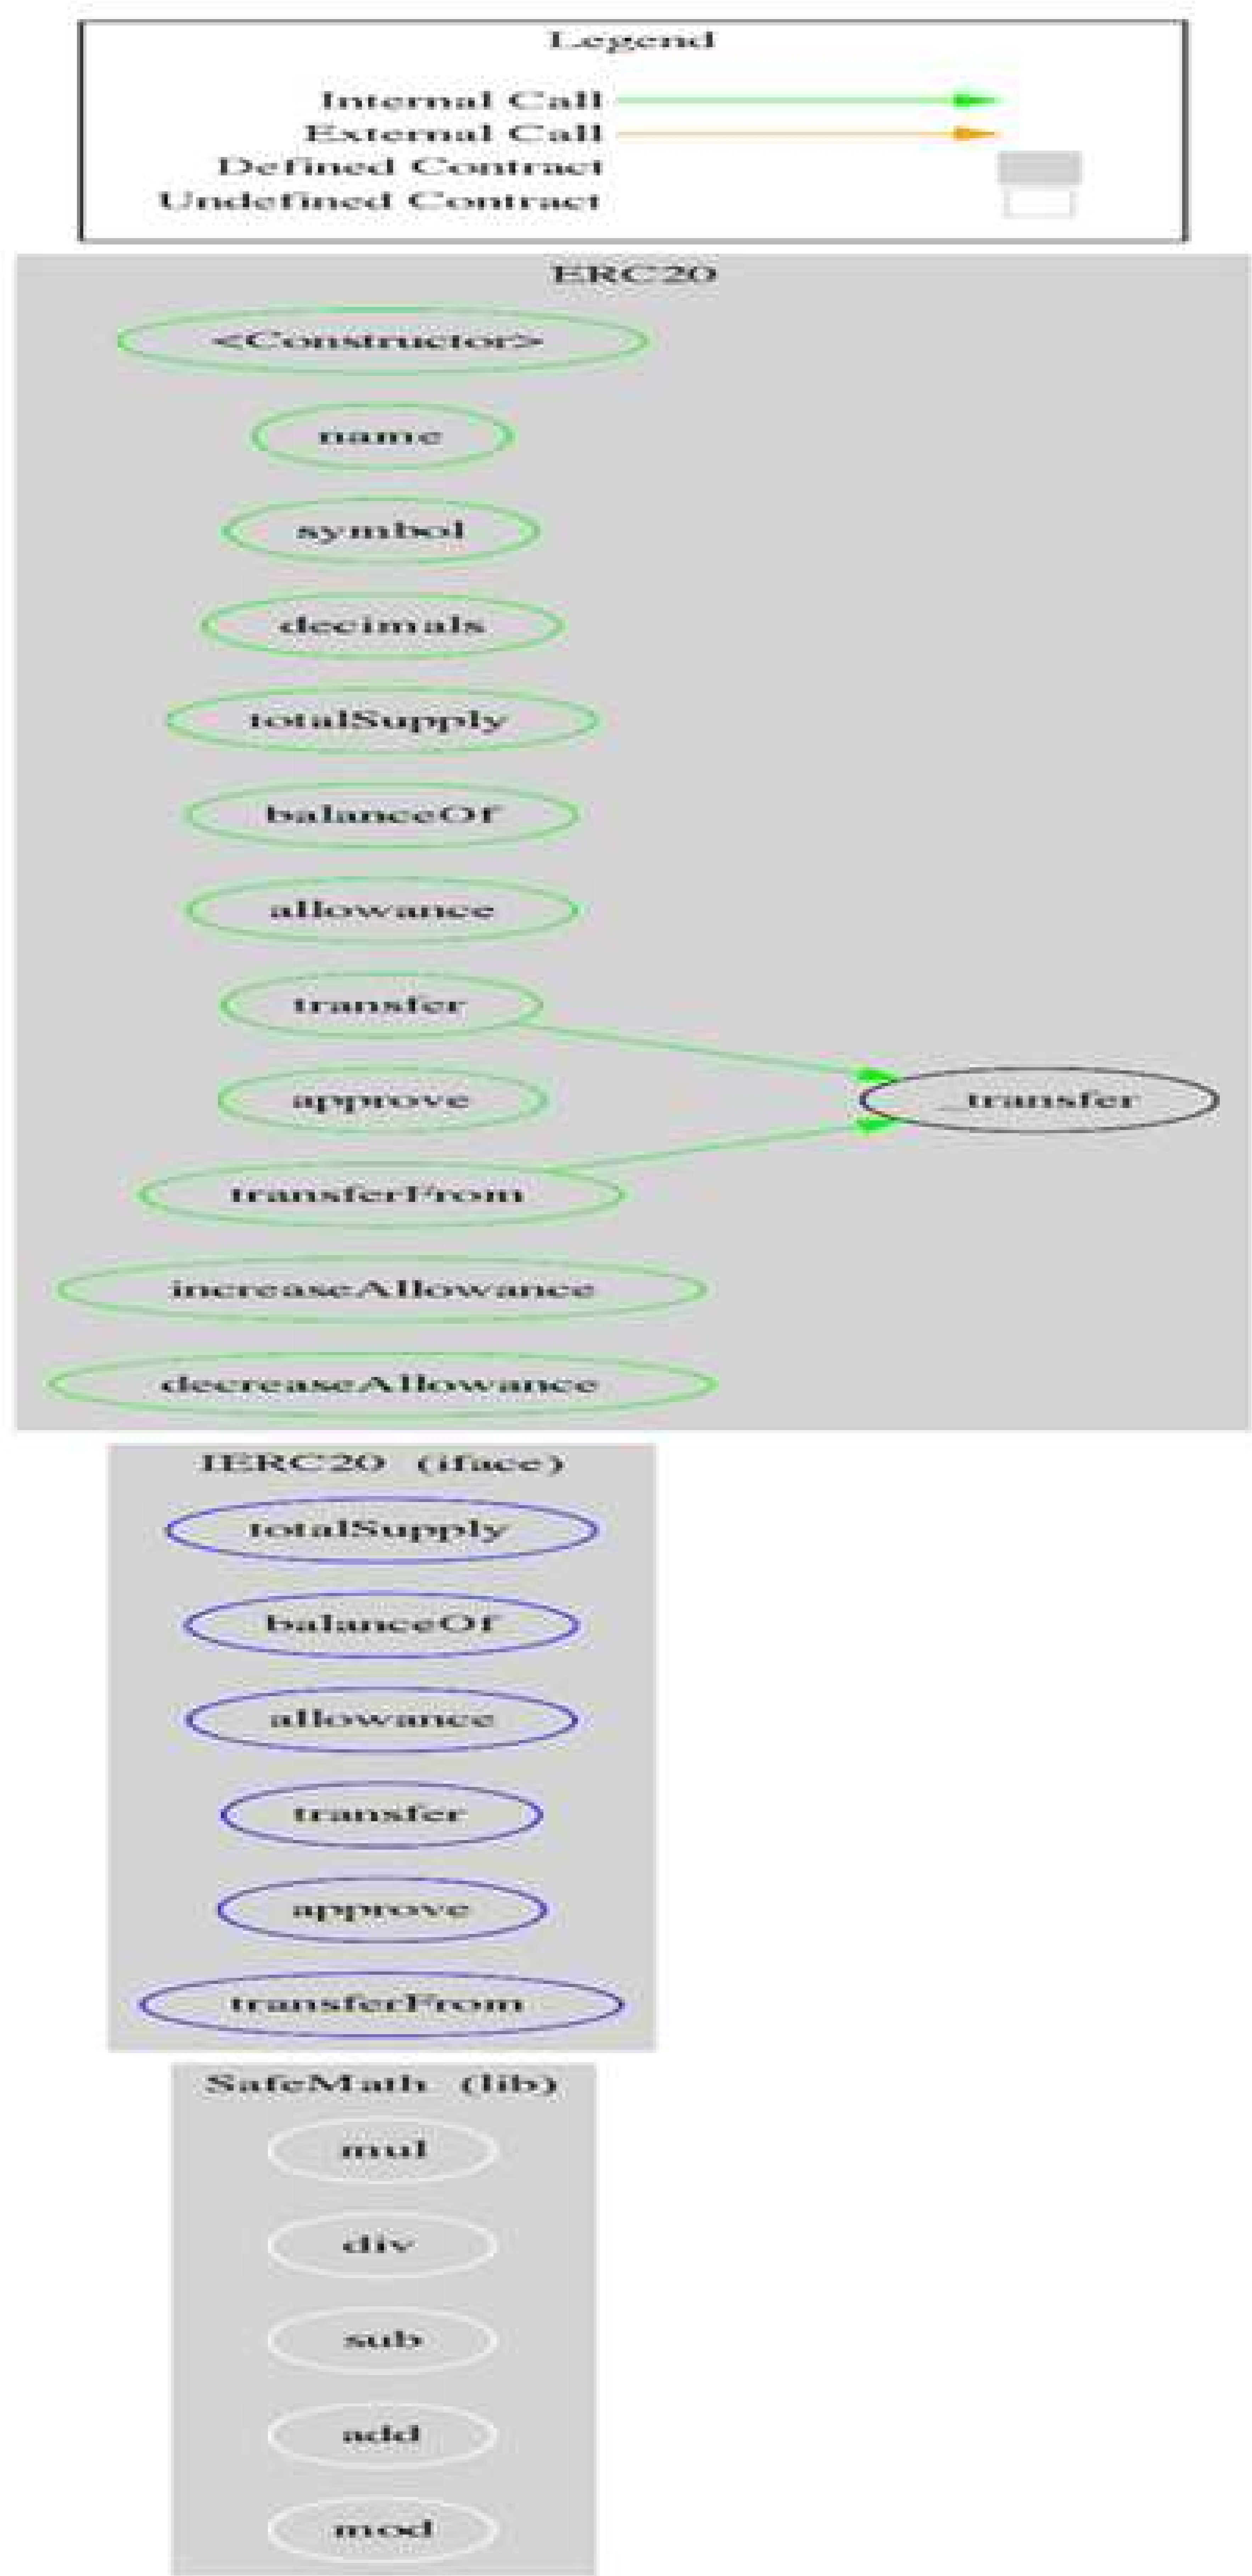 Legend
Internal Call
External Call
Defined Contract
Undefined Contract
ERC20
<Constructor>
name
symbol
decimals
totalSupply
balanceOf
allowance
transfer
approve
_transfer
transferFrom
increaseAllowance
decreaseAllowance
IERC20 (iface)
totalSupply
balanceOf
allowance
transfer
approve
transferFrom
SafeMath (lib)
mul
div
sub
add
mod